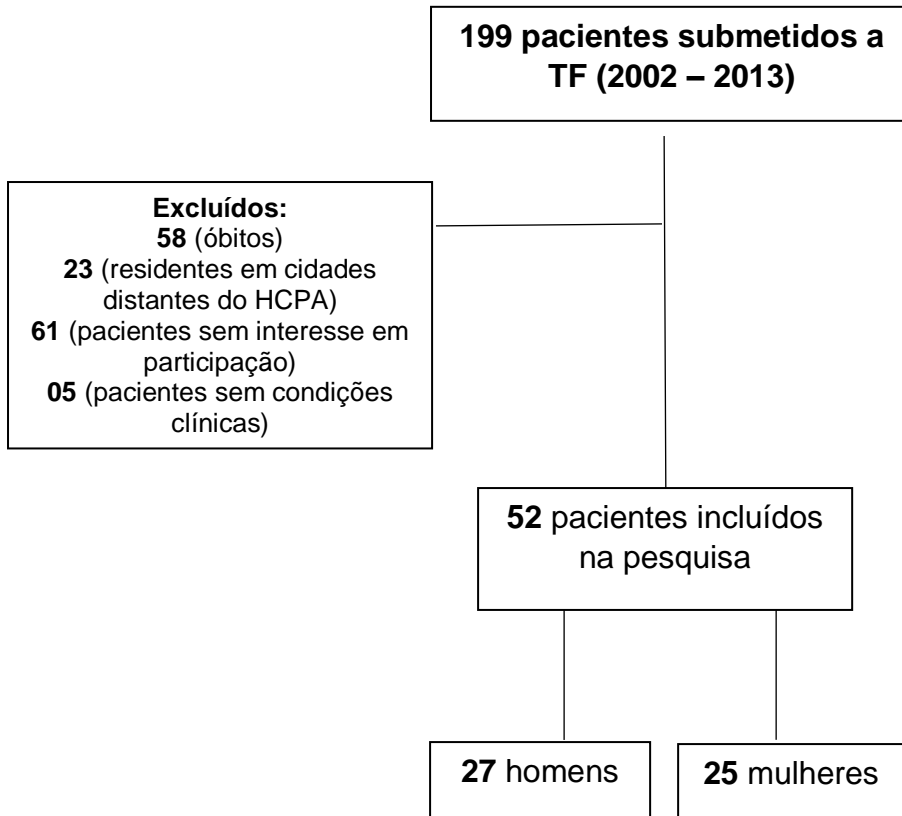 199 pacientes submetidos a
TF (2002 – 2013)
Excluídos:
58 (óbitos)
23 (residentes em cidades
distantes do HCPA)
61 (pacientes sem interesse em
participação)
05 (pacientes sem condições
clínicas)
52 pacientes incluídos
na pesquisa
27 homens
25 mulheres